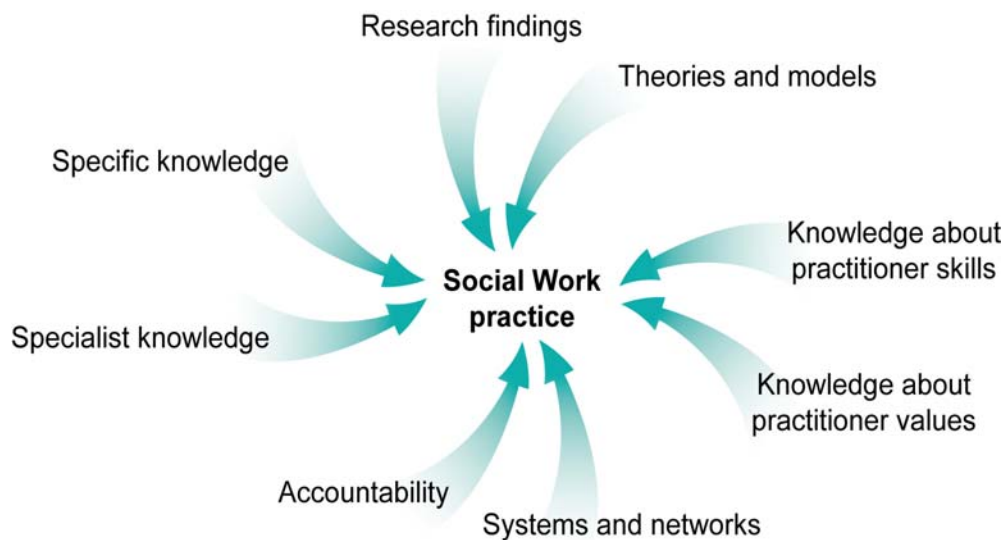 Research findings
Theories and models
Specific knowledge
Knowledge about
practitioner skills
Social Work
practice
Specialist knowledge
Knowledge about
practitioner values
Accountability
Systems and networks